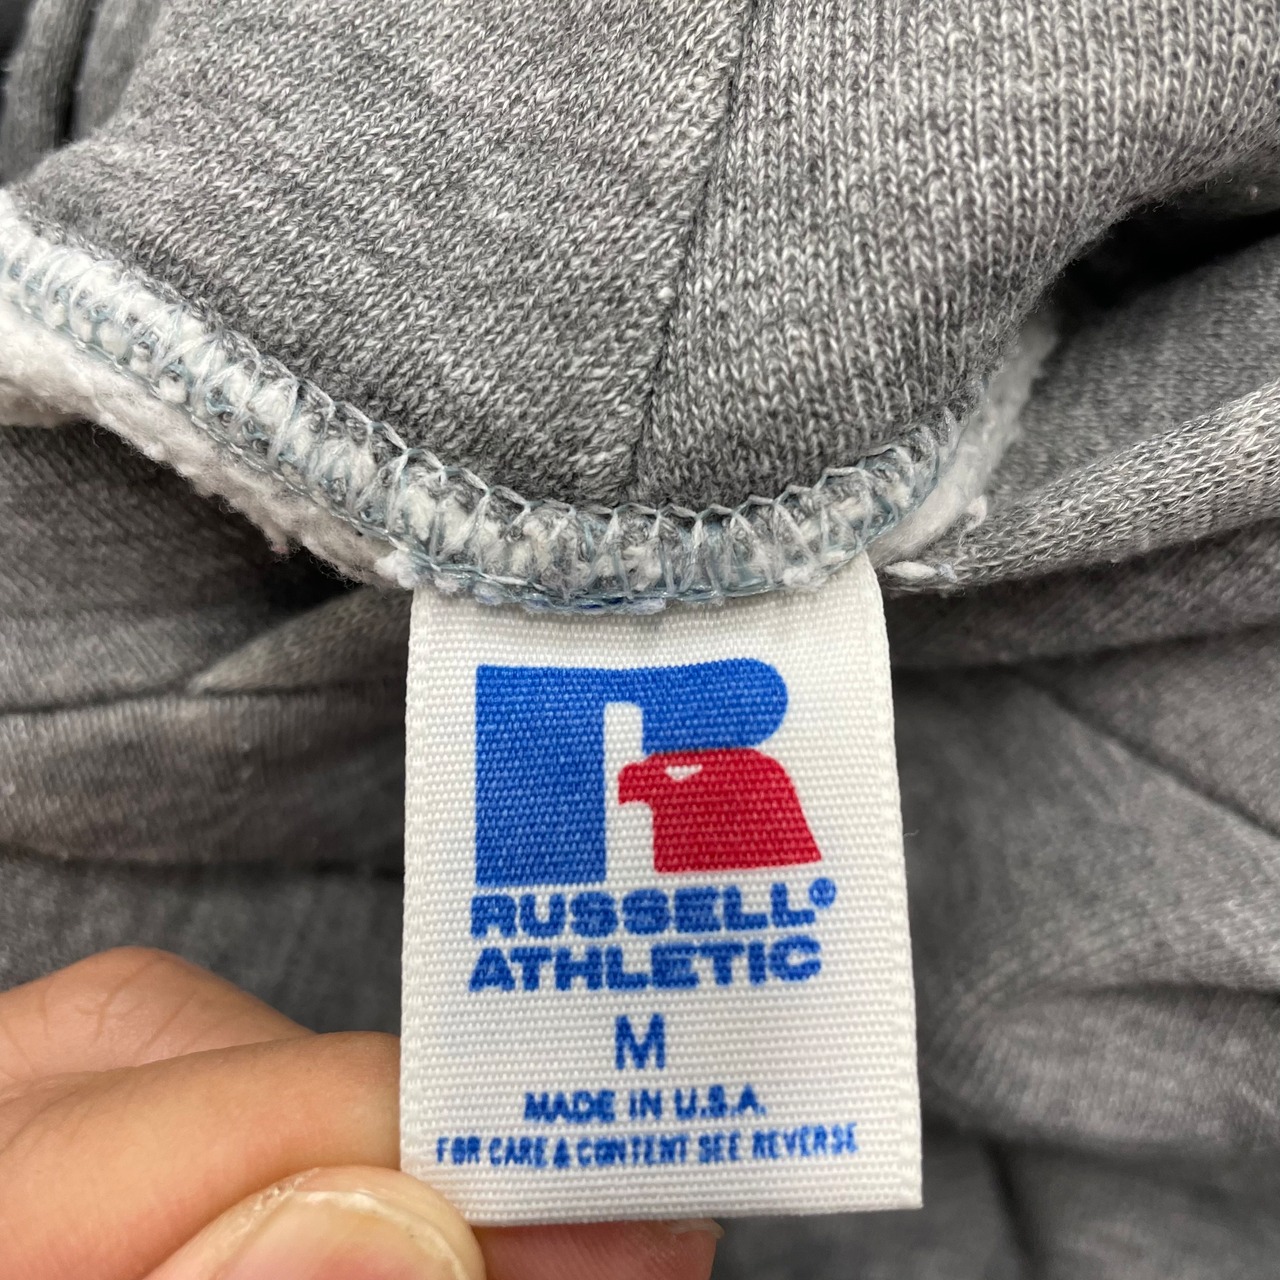 R
RUSSELL®
ATHLETIC
M
MADE IN U.S.A.
FOR CARE & CONTENT SEE REVERSE